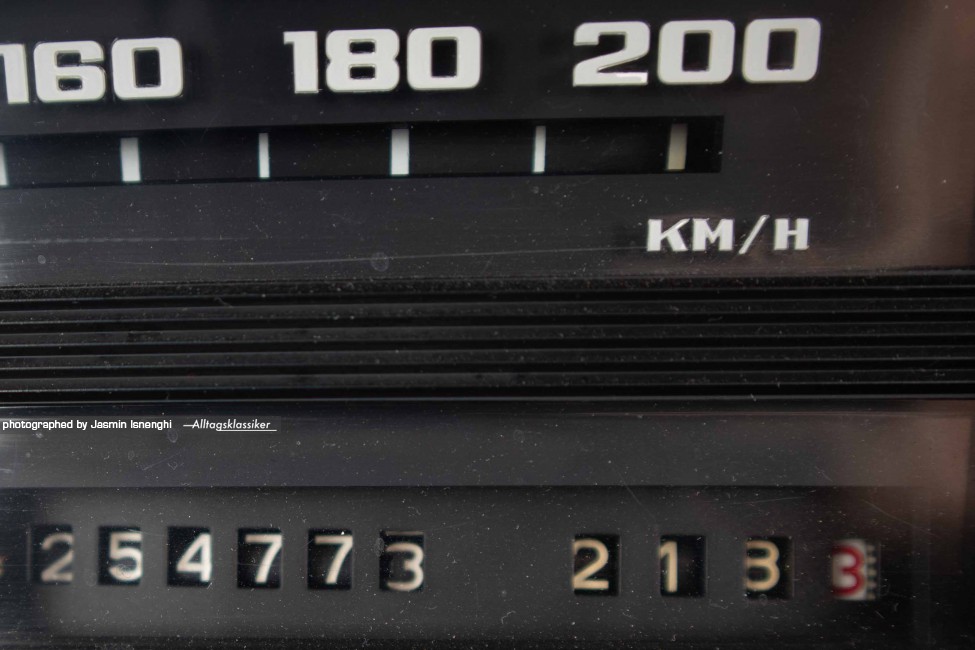 160 180 200
KM/H
photographed by Jasmin Isnenghi —Alltagsklassiker
254773 2133